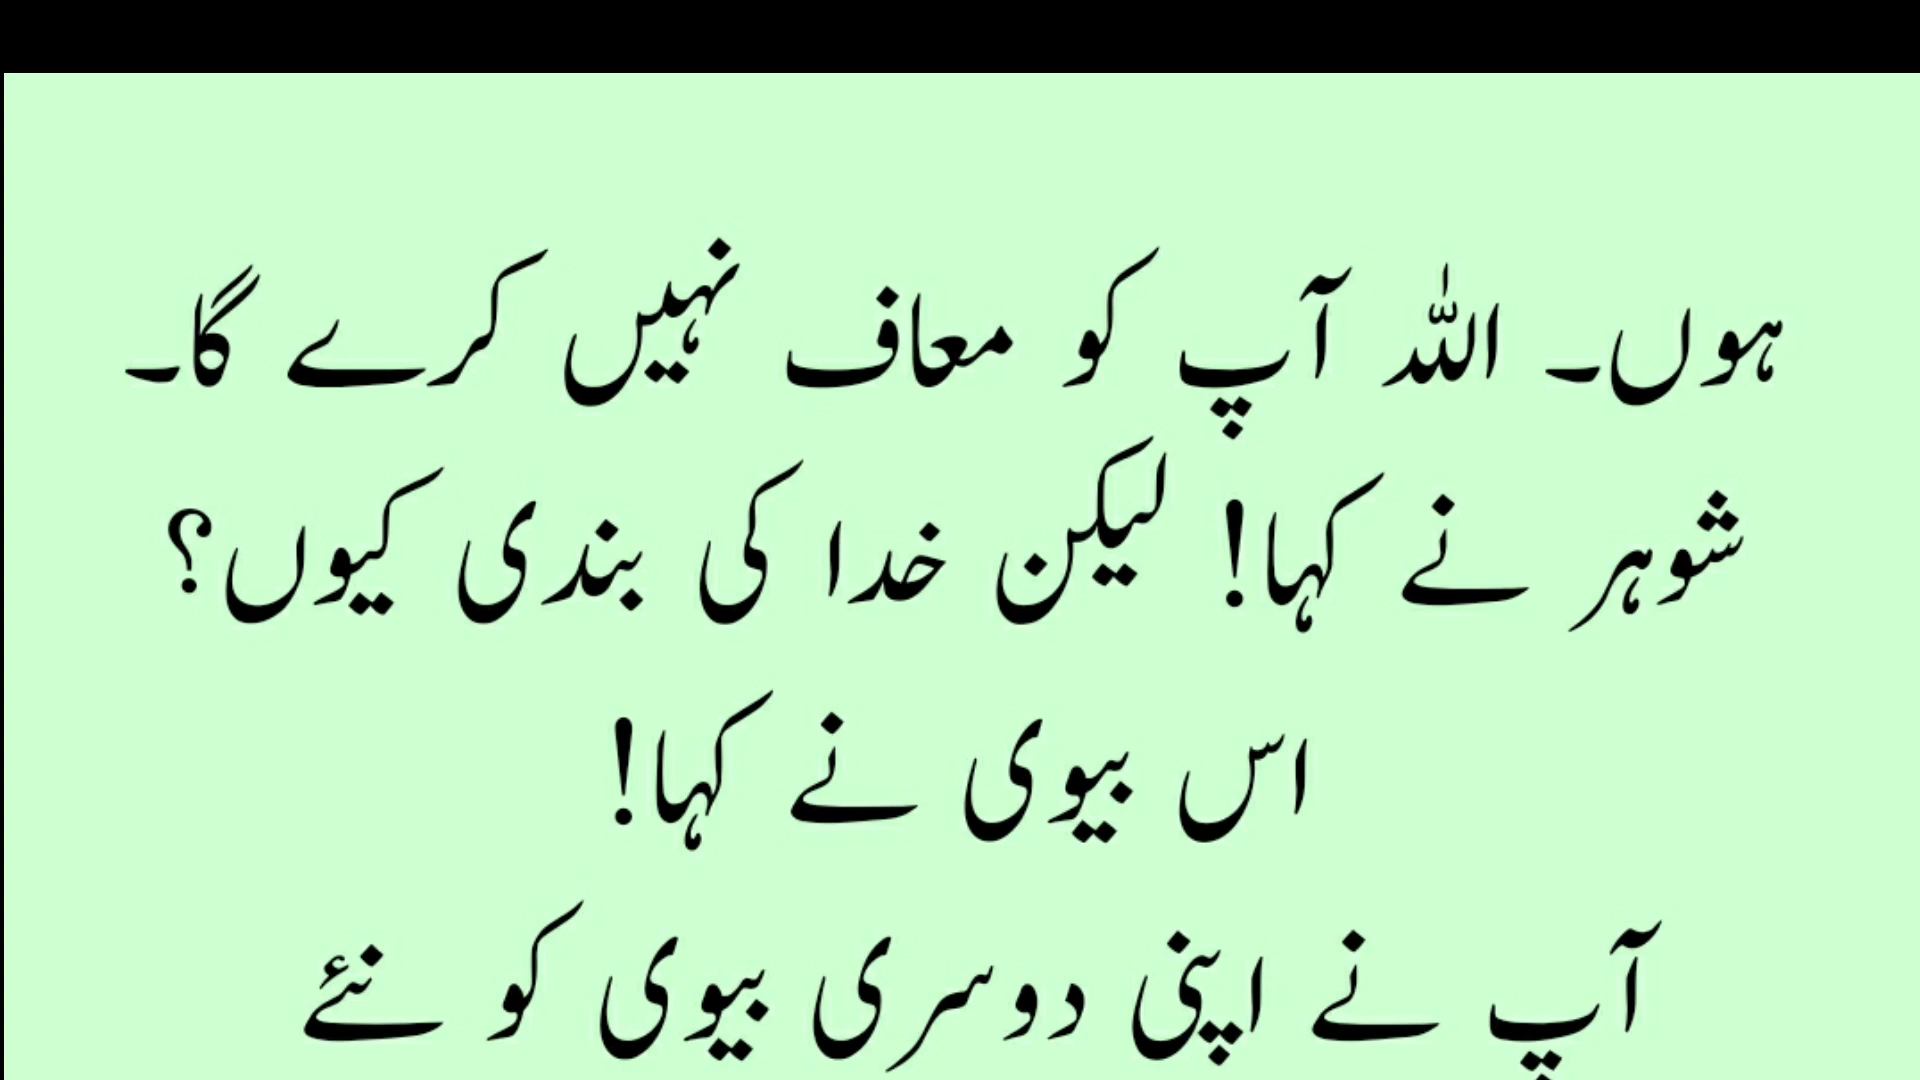 ہوں۔ اللہ آپ کو معاف نہیں کرے گا۔
شوہر نے کہا! لیکن خدا کی بندی کیوں؟
اس بیوی نے کہا!
آپ نے اپنی دوسری بیوی کو نئے